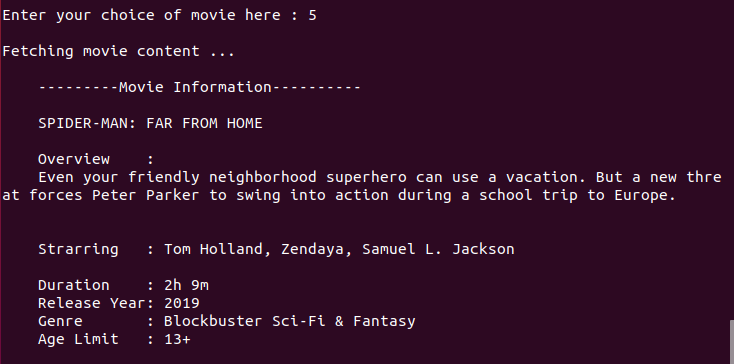 Enter your choice of movie here : 5
Fetching movie content ...
---------Movie Information----------
SPIDER-MAN: FAR FROM HOME
Overview   :
Even your friendly neighborhood superhero can use a vacation. But a new thre
at forces Peter Parker to swing into action during a school trip to Europe.
Strarring   : Tom Holland, Zendaya, Samuel L. Jackson
Duration    : 2h 9m
Release Year: 2019
Genre       : Blockbuster Sci-Fi & Fantasy
Age Limit   : 13+